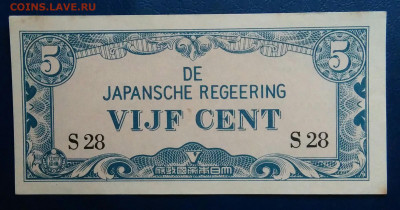 COINS.LAVE.RU
5 5
DE
JAPANSCHE REGEERING
VIJF CENT
S 28 S 28
V